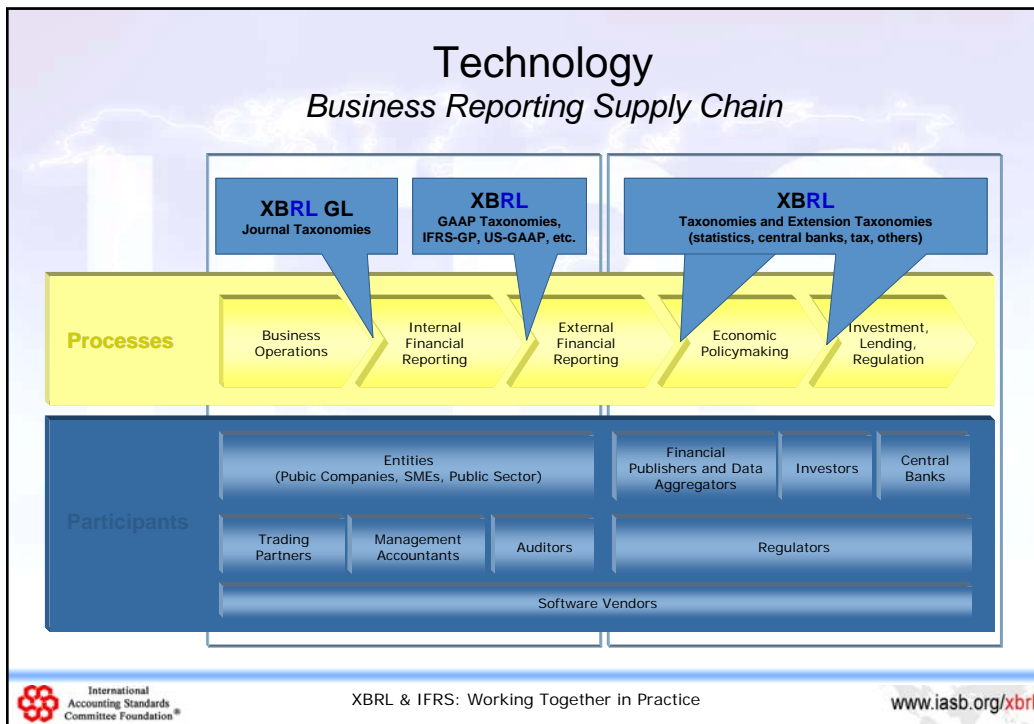 Technology
Business Reporting Supply Chain
XBRL GL
Journal Taxonomies
XBRL
GAAP Taxonomies,
IFRS-GP, US-GAAP, etc.
XBRL
Taxonomies and Extension Taxonomies
(statistics, central banks, tax, others)
Processes
Business
Operations
Internal
Financial
Reporting
External
Financial
Reporting
Economic
Policymaking
Investment,
Lending,
Regulation
Participants
Entities
(Pubic Companies, SMEs, Public Sector)
Financial
Publishers and Data
Aggregators
Investors
Central
Banks
Trading
Partners
Management
Accountants
Auditors
Regulators
Software Vendors
International
Accounting Standards
Committee Foundation®
XBRL & IFRS: Working Together in Practice
www.iasb.org/xbrl